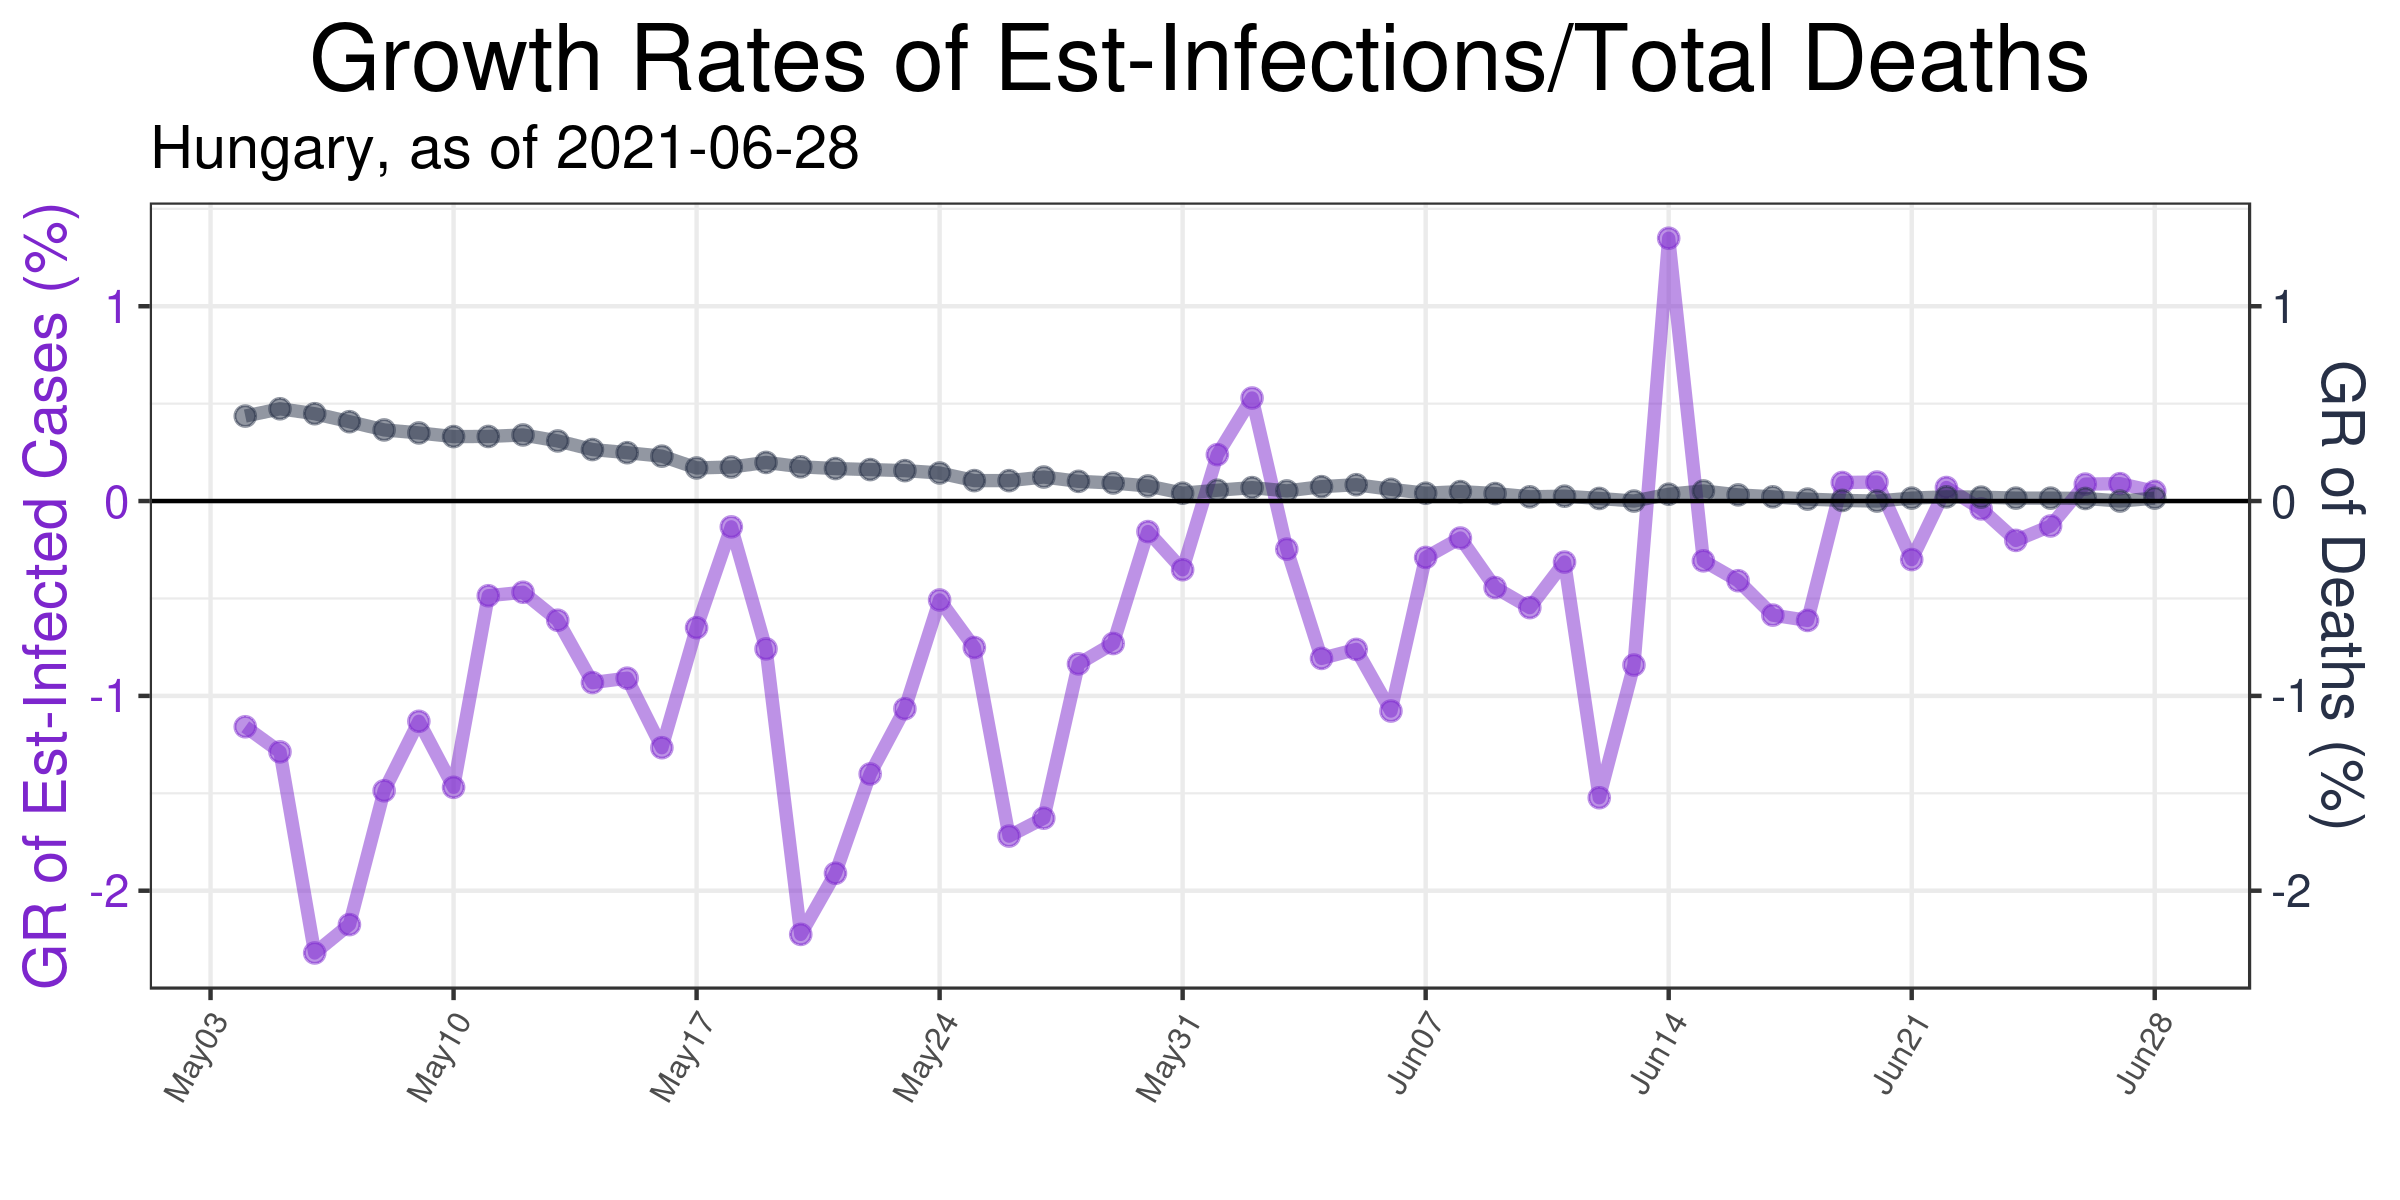 Growth Rates of Est-Infections/Total Deaths
Hungary, as of 2021-06-28
GR of Est-Infected Cases (%)
1
0
-1
-2
1
0
-1
-2
GR of Deaths (%)
May03
May10
May17
May24
May31
Jun07
Jun14
Jun21
Jun28